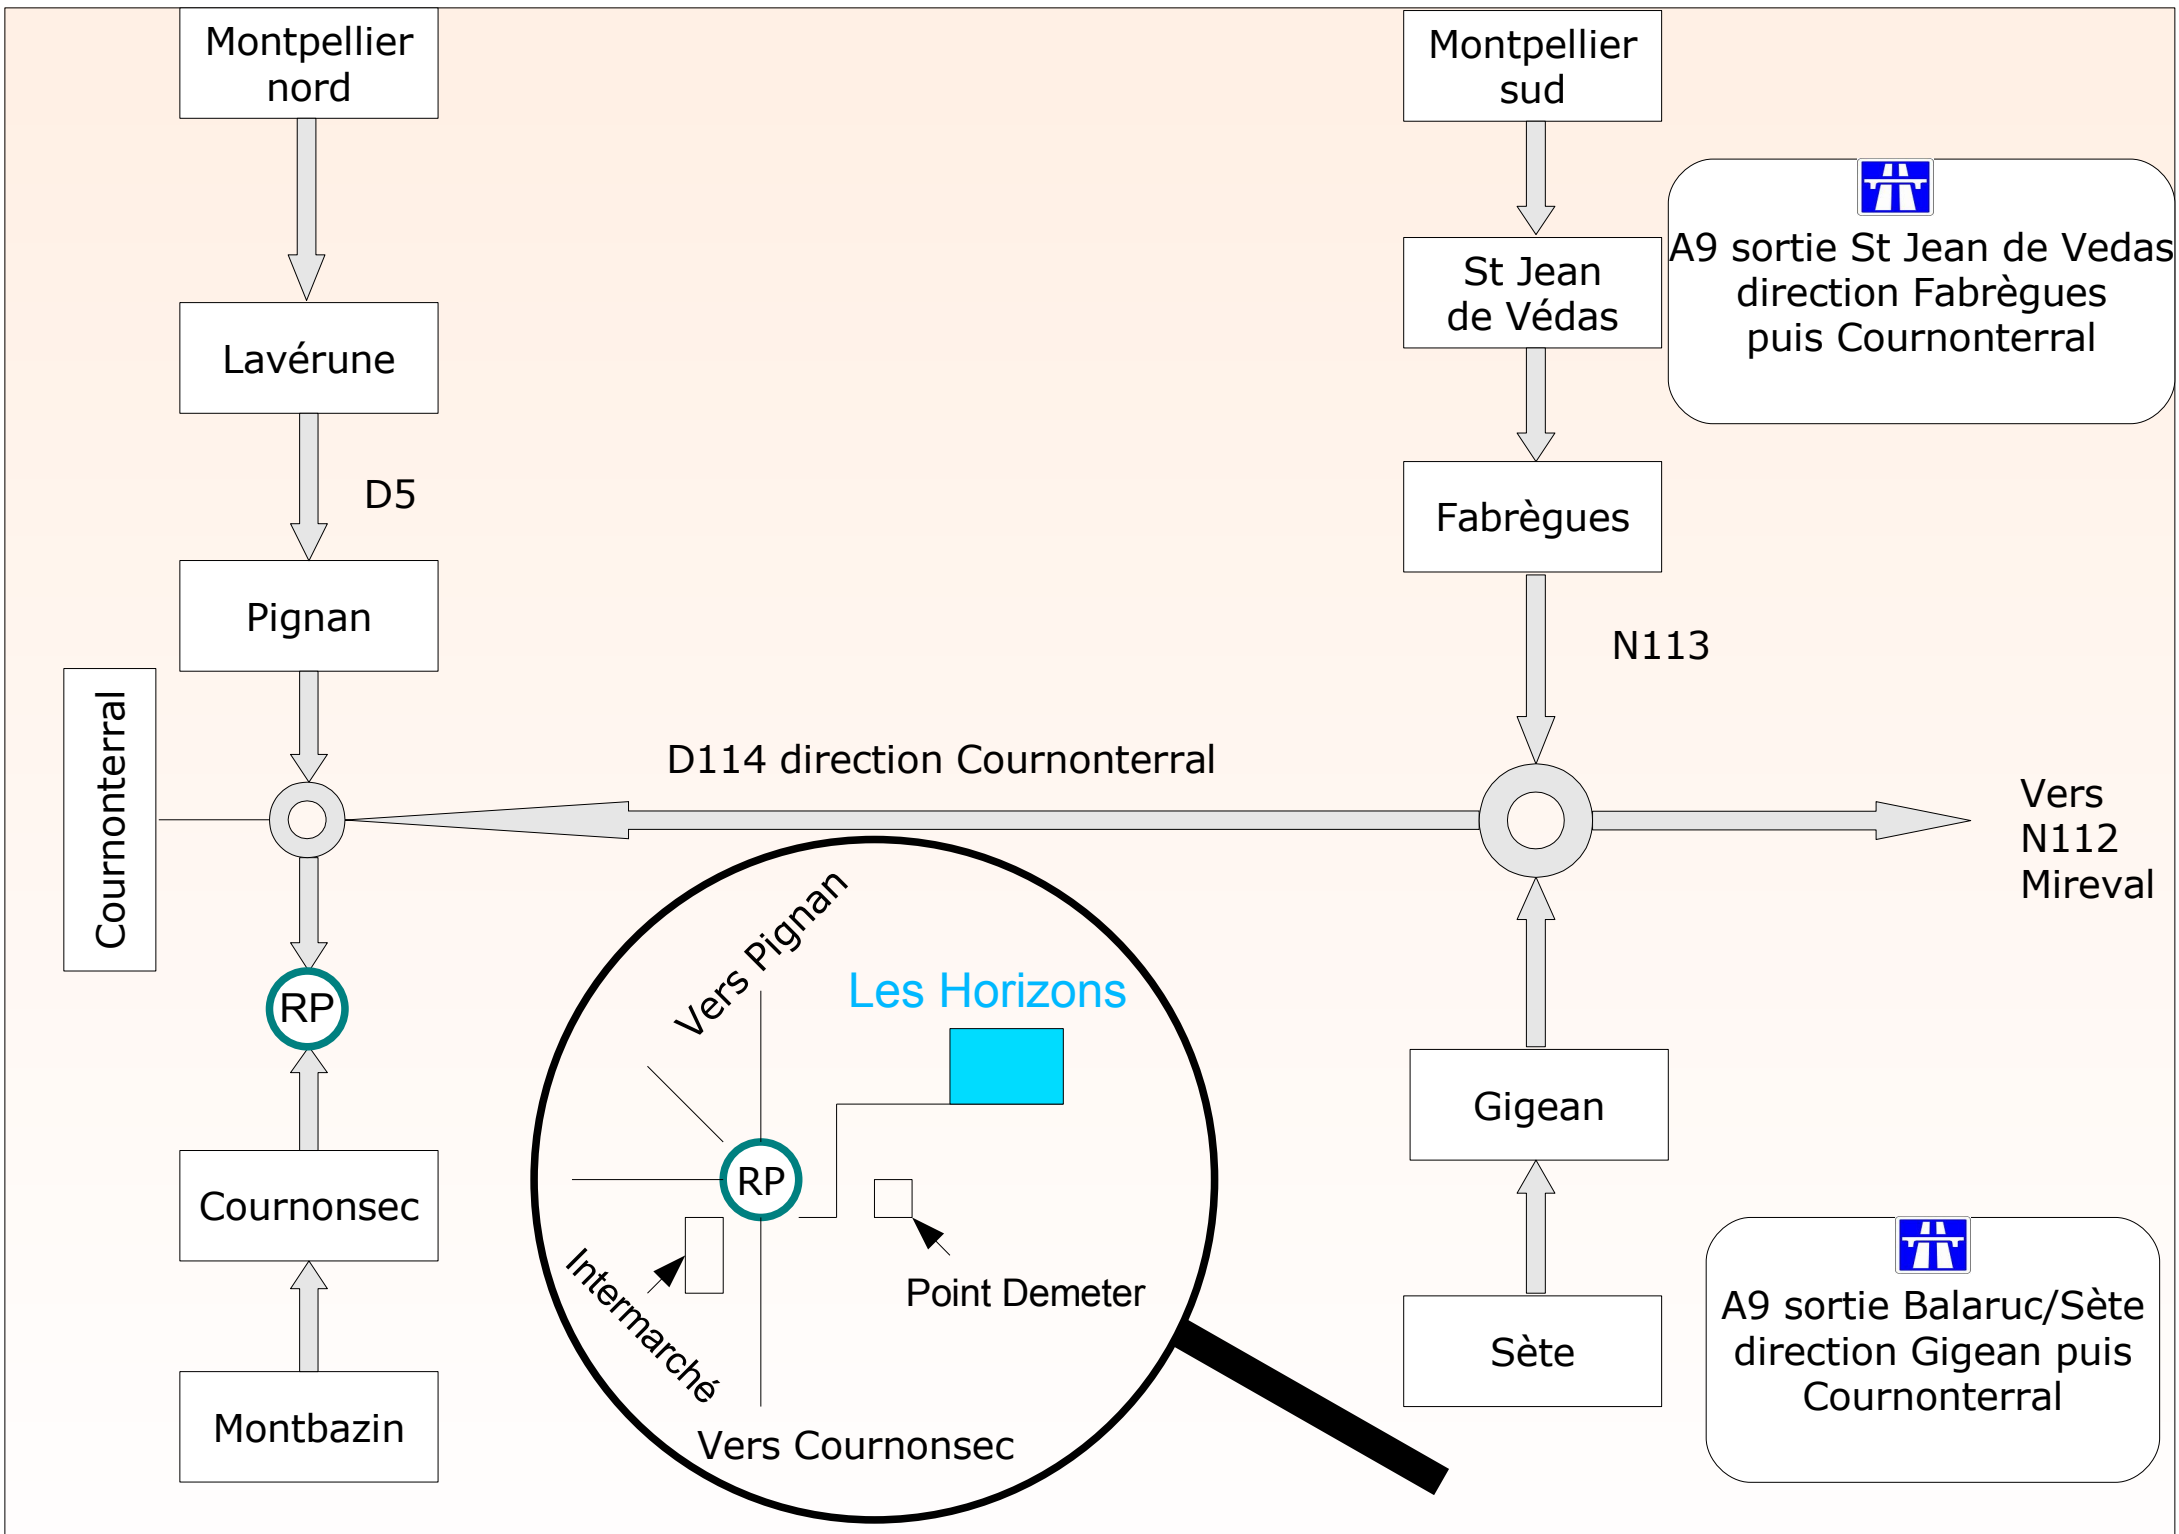 Montpellier
nord
Montpellier
sud
A9 sortie St Jean de Vedas
direction Fabrègues
puis Cournonterral
St Jean
de Védas
Lavérune
D5
Fabrègues
Pignan
N113
Cournonterral
D114 direction Cournonterral
Vers
N112
Mireval
RP
Vers Pignan
Les Horizons
RP
Intermarché
Point Demeter
Vers Cournonsec
Gigean
Cournonsec
Montbazin
Sète
A9 sortie Balaruc/Sète
direction Gigean puis
Cournonterral